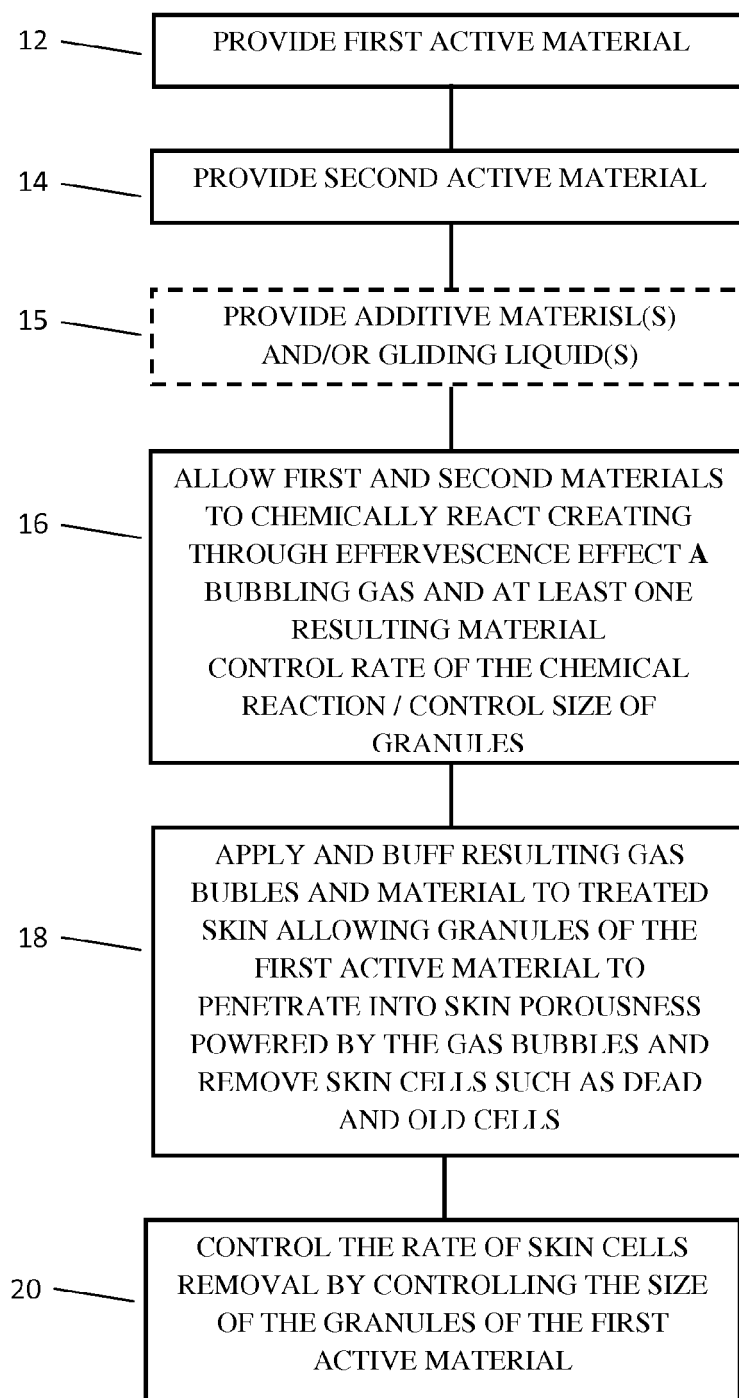 12
PROVIDE FIRST ACTIVE MATERIAL
14
PROVIDE SECOND ACTIVE MATERIAL
15
PROVIDE ADDITIVE MATERISL(S)
AND/OR GLIDING LIQUID(S)
16
ALLOW FIRST AND SECOND MATERIALS
TO CHEMICALLY REACT CREATING
THROUGH EFFERVESCENCE EFFECT A
BUBBLING GAS AND AT LEAST ONE
RESULTING MATERIAL
CONTROL RATE OF THE CHEMICAL
REACTION / CONTROL SIZE OF
GRANULES
18
APPLY AND BUFF RESULTING GAS
BUBLES AND MATERIAL TO TREATED
SKIN ALLOWING GRANULES OF THE
FIRST ACTIVE MATERIAL TO
PENETRATE INTO SKIN POROUSNESS
POWERED BY THE GAS BUBBLES AND
REMOVE SKIN CELLS SUCH AS DEAD
AND OLD CELLS
20
CONTROL THE RATE OF SKIN CELLS
REMOVAL BY CONTROLLING THE SIZE
OF THE GRANULES OF THE FIRST
ACTIVE MATERIAL